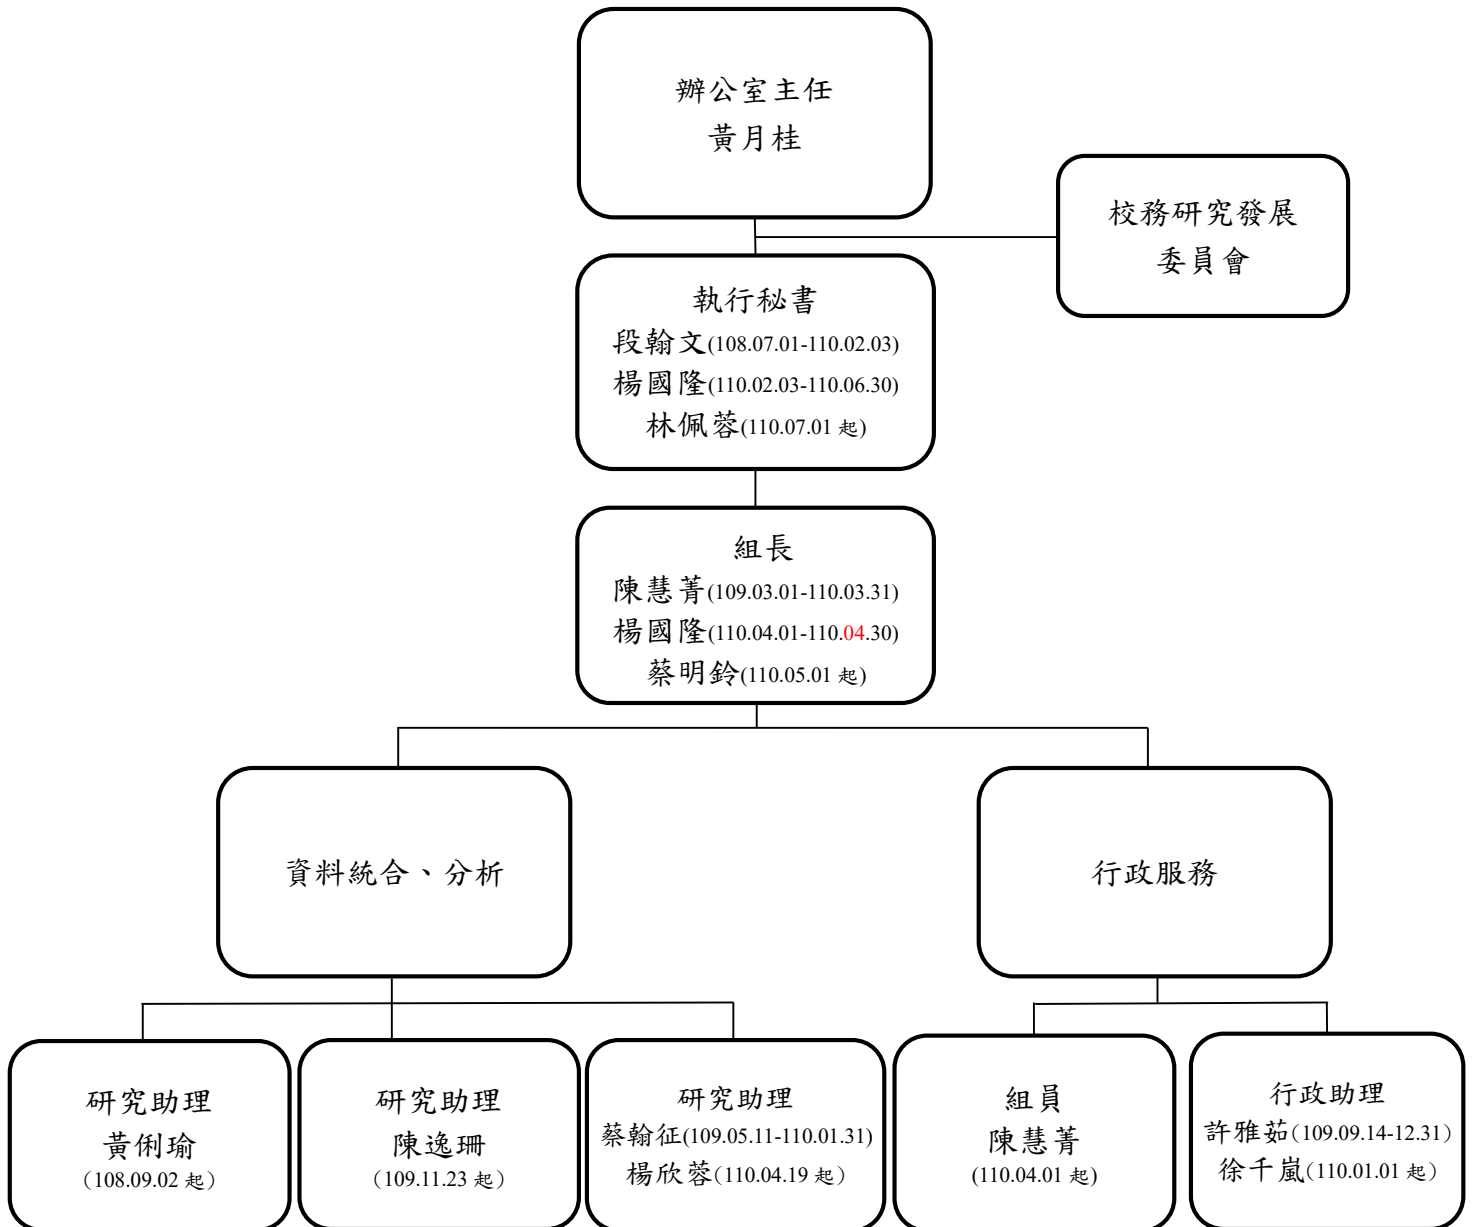 辦公室主任
黃月桂
校務研究發展
委員會
執行秘書
段翰文(108.07.01-110.02.03)
楊國隆(110.02.03-110.06.30)
林佩蓉(110.07.01 起)
組長
陳慧菁(109.03.01-110.03.31)
楊國隆(110.04.01-110.04.30)
蔡明鈴(110.05.01 起)
資料統合、分析
行政服務
研究助理
黃俐瑜
(108.09.02 起)
研究助理
陳逸珊
(109.11.23 起)
研究助理
蔡翰征(109.05.11-110.01.31)
楊欣蓉(110.04.19 起)
組員
陳慧菁
(110.04.01 起)
行政助理
許雅茹(109.09.14-12.31)
徐千嵐(110.01.01 起)